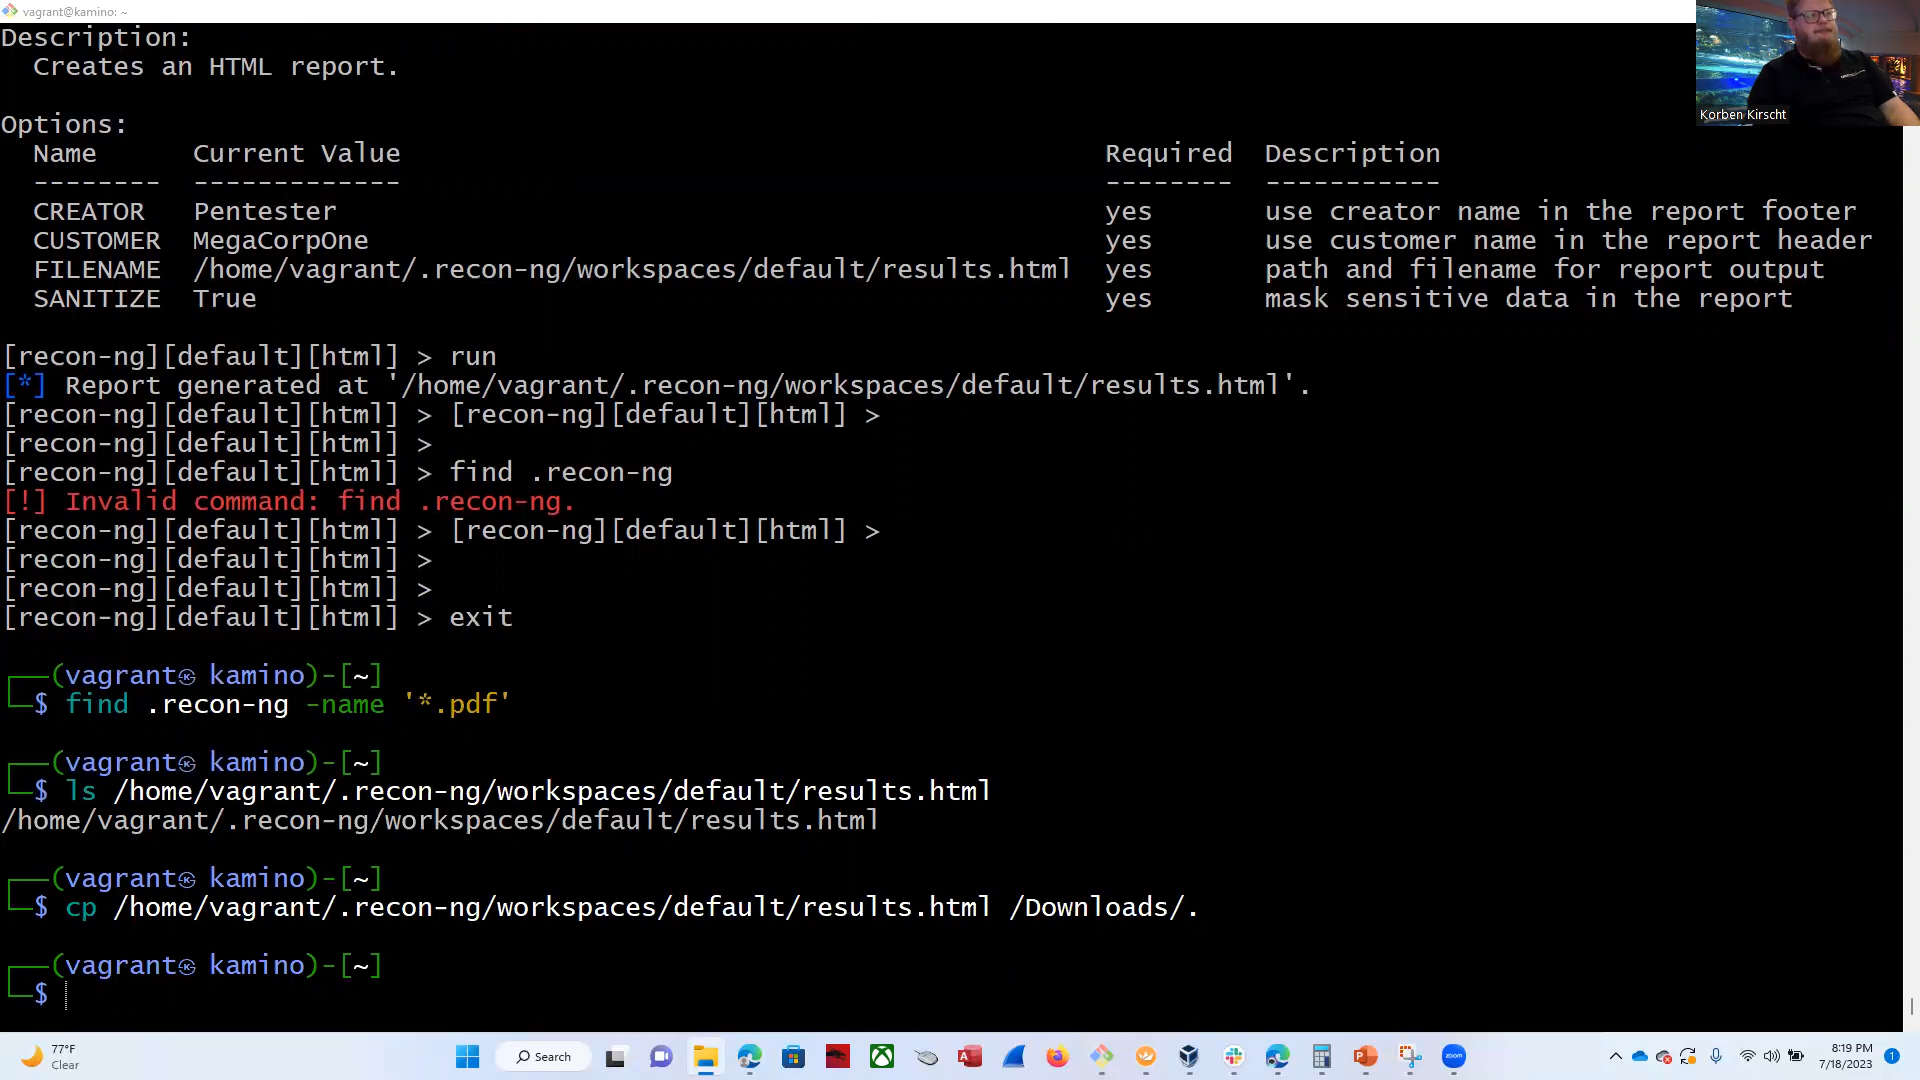 vagrant@kamino: ~
Description:
Creates an HTML report.
Korben Kirscht
Options:
Name Current Value Required Description
-------- ------------- -------- -----------
CREATOR Pentester yes use creator name in the report footer
CUSTOMER MegaCorpOne yes use customer name in the report header
FILENAME /home/vagrant/.recon-ng/workspaces/default/results.html yes path and filename for report output
SANITIZE True yes mask sensitive data in the report
[recon-ng][default][html] > run
[*] Report generated at '/home/vagrant/.recon-ng/workspaces/default/results.html'.
[recon-ng][default][html] > [recon-ng][default][html] >
[recon-ng][default][html] >
[recon-ng][default][html] > find .recon-ng
[!] Invalid command: find .recon-ng.
[recon-ng][default][html] > [recon-ng][default][html] >
[recon-ng][default][html] >
[recon-ng][default][html] >
[recon-ng][default][html] > exit
┌──(vagrant㉿ kamino)-[~]
└─$ find .recon-ng -name '*.pdf'
┌──(vagrant㉿ kamino)-[~]
└─$ ls /home/vagrant/.recon-ng/workspaces/default/results.html
/home/vagrant/.recon-ng/workspaces/default/results.html
┌──(vagrant㉿ kamino)-[~]
└─$ cp /home/vagrant/.recon-ng/workspaces/default/results.html /Downloads/.
┌──(vagrant㉿ kamino)-[~]
└─$
77°F
Clear
Search
zoom
8:19 PM
7/18/2023
1